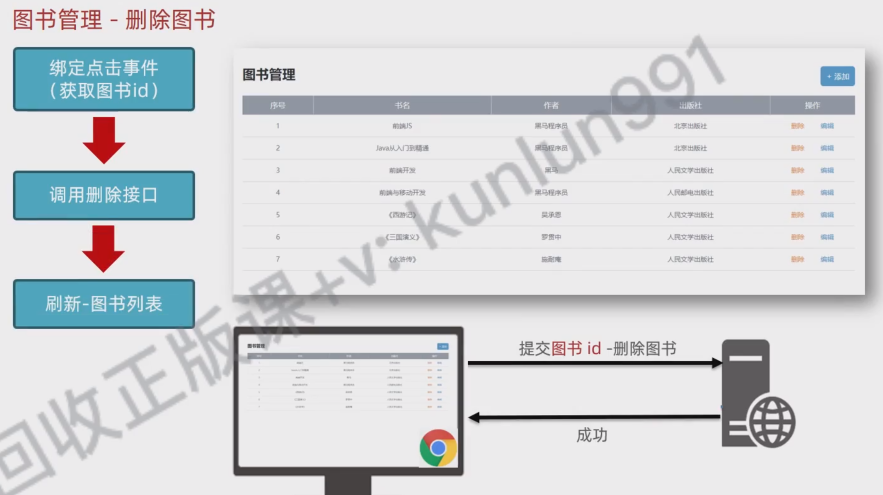 图书管理 - 删除图书
绑定点击事件
（获取图书id）
调用删除接口
刷新-图书列表
图书管理
+ 添加
序号 书名 作者 出版社 操作
1 前端JS 黑马程序员 北京出版社 删除 编辑
2 Java从入门到精通 黑马程序员 北京出版社 删除 编辑
3 前端开发 黑马 人民文学出版社 删除 编辑
4 前端与移动开发 黑马程序员 人民邮电出版社 删除 编辑
5 《西游记》 吴承恩 人民文学出版社 删除 编辑
6 《三国演义》 罗贯中 人民文学出版社 删除 编辑
7 《水浒传》 施耐庵 人民文学出版社 删除 编辑
图书管理
提交图书 id -删除图书
成功
回收正版课+v: kunlun991